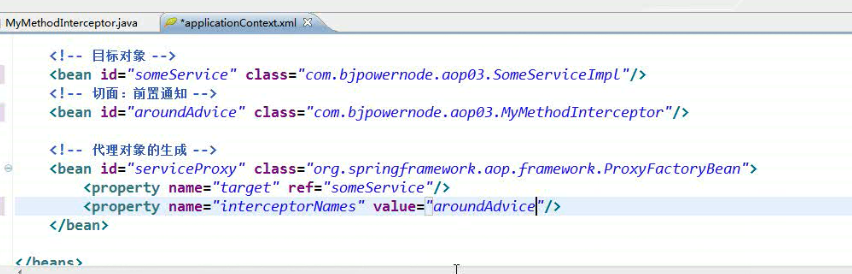 MyMethodInterceptor.java *applicationContext.xml
<!-- 目标对象 -->
<bean id="someService" class="com.bjpowernode.aop03.SomeServiceImpl"/>
<!-- 切面：前置通知 -->
<bean id="aroundAdvice" class="com.bjpowernode.aop03.MyMethodInterceptor"/>
<!-- 代理对象的生成 -->
<bean id="serviceProxy" class="org.springframework.aop.framework.ProxyFactoryBean">
<property name="target" ref="someService"/>
<property name="interceptorNames" value="aroundAdvice"/>
</bean>
</beans>